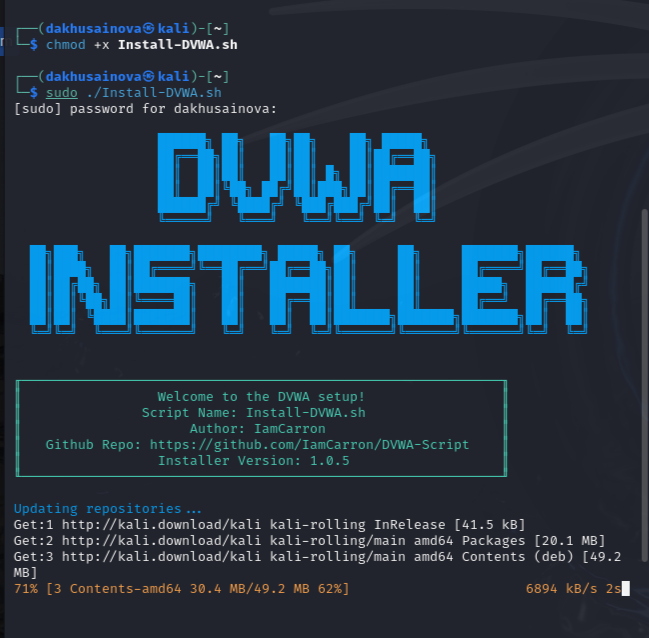 ┌──(dakhusainova㉿kali)-[~]
└─$ chmod +x Install-DVWA.sh
┌──(dakhusainova㉿kali)-[~]
└─$ sudo ./Install-DVWA.sh
[sudo] password for dakhusainova:
DVWA
INSTALLER
Welcome to the DVWA setup!
Script Name: Install-DVWA.sh
Author: IamCarron
Github Repo: https://github.com/IamCarron/DVWA-Script
Installer Version: 1.0.5
Updating repositories...
Get:1 http://kali.download/kali kali-rolling InRelease [41.5 kB]
Get:2 http://kali.download/kali kali-rolling/main amd64 Packages [20.1 MB]
Get:3 http://kali.download/kali kali-rolling/main amd64 Contents (deb) [49.2
MB]
71% [3 Contents-amd64 30.4 MB/49.2 MB 62%] 6894 kB/s 2s